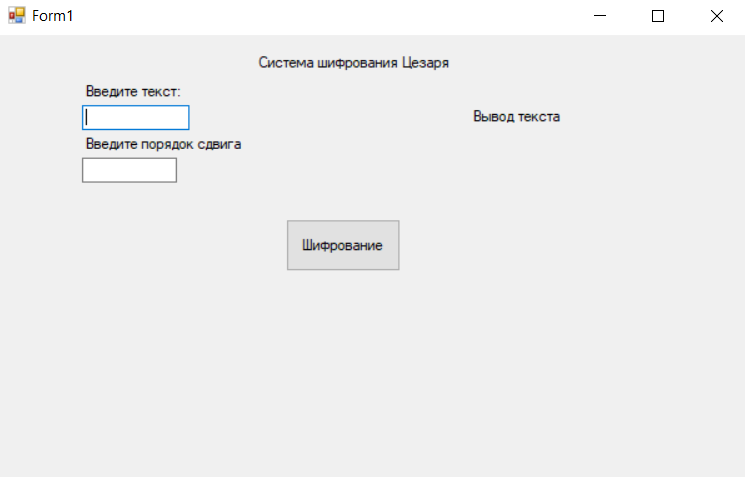 Form1
Система шифрования Цезаря
Введите текст:
Вывод текста
Введите порядок сдвига
Шифрование